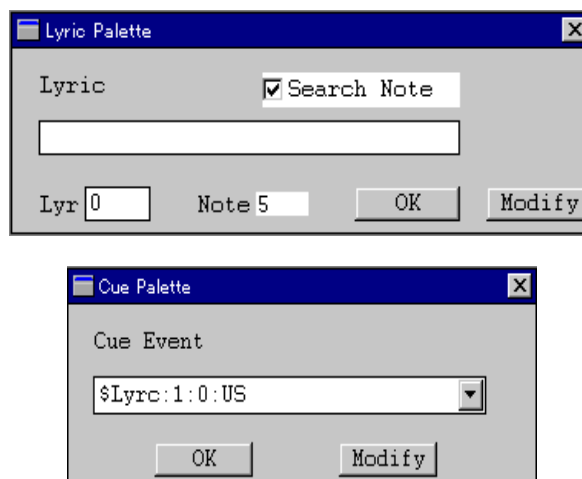 Lyric Palette
Lyric Search Note
Lyr 0 Note 5 OK Modify
Cue Palette
Cue Event
$Lyrc:1:0:US
OK Modify